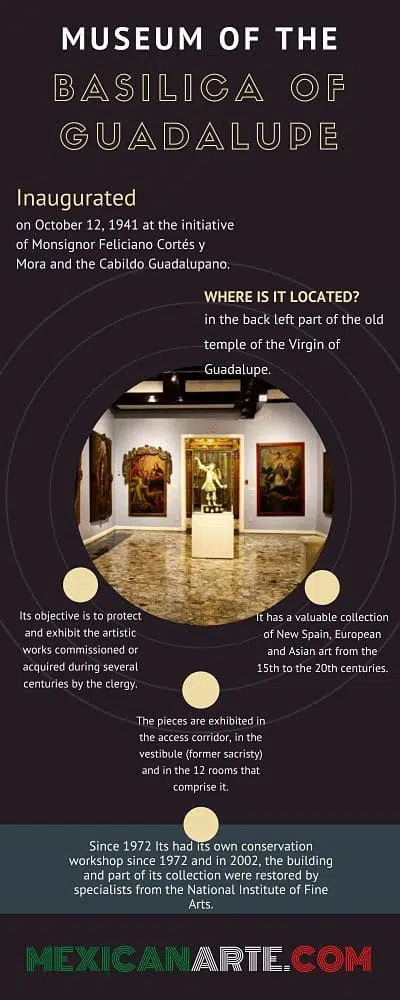 MUSEUM OF THE
BASILICA OF
GUADALUPE
Inaugurated
on October 12, 1941 at the initiative
of Monsignor Feliciano Cortés y
Mora and the Cabildo Guadalupano.
WHERE IS IT LOCATED?
in the back left part of the old
temple of the Virgin of
Guadalupe.
Its objective is to protect
and exhibit the artistic
works commissioned or
acquired during several
centuries by the clergy.
It has a valuable collection
of New Spain, European
and Asian art from the
15th to the 20th centuries.
The pieces are exhibited in
the access corridor, in the
vestibule (former sacristy)
and in the 12 rooms that
comprise it.
Since 1972 Its had its own conservation
workshop since 1972 and in 2002, the building
and part of its collection were restored by
specialists from the National Institute of Fine
Arts.
MEXICANARTE.COM